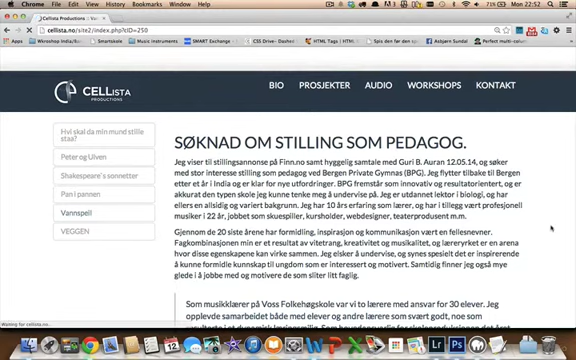 Chrome File Edit View History Bookmarks Window Help
71% Mon 22:52
Cellista Productions :: Vann
cellista.no/site2/index.php?cID=250
Apps Wikreshop India/b Smartskole Music instruments SMART Exchange CSS Drive HTML Tags HTML Spis den før den Asbjørn Sundal Perfect multi-colum
CELLISTA
PRODUCTIONS
BIO PROSJEKTER AUDIO WORKSHOPS KONTAKT
Hvi skal da min mund stille
staa?
Peter og Ulven
Shakespeare's sonnetter
Pan i pannen
Vannspeil
VEGGEN
SØKNAD OM STILLING SOM PEDAGOG.
Jeg viser til stillingsannonse på Finn.no samt hyggelig samtale med Guri B. Auran 12.05.14, og søker
med stor interesse stilling som pedagog ved Bergen Private Gymnas (BPG). Jeg flytter tilbake til Bergen
etter et år i India og er klar for nye utfordringer. BPG fremstår som innovativ og resultatorientert, og er
akkurat den typen skole jeg kunne tenke meg å undervise på. Jeg er utdannet lektor i biologi, og har
ellers en allsidig og variert bakgrunn. Jeg har 10 års erfaring som lærer, og har i tillegg vært profesjonell
musiker i 22 år, jobbet som skuespiller, kursholder, webdesigner, teaterprodusent m.m.
Gjennom de 20 siste årene har formidling, inspirasjon og kommunikasjon vært en fellesnevner.
Fagkombinasjonen min er et resultat av vitetrang, kreativitet og musikalitet, og læreryrket er en arena
hvor disse egenskapene kan virke sammen. Jeg elsker å undervise, og synes spesielt det er inspirerende
å kunne formidle kunnskap til ungdom som er interessert og motivert. Samtidig finner jeg også mye
glede i å jobbe med og motivere de som sliter litt faglig.
Som musikklærer på Voss Folkehøgskole var vi to lærere med ansvar for 30 elever. Jeg
opplevde samarbeidet både med elever og andre lærere som svært godt, noe som
Waiting for cellista.no...